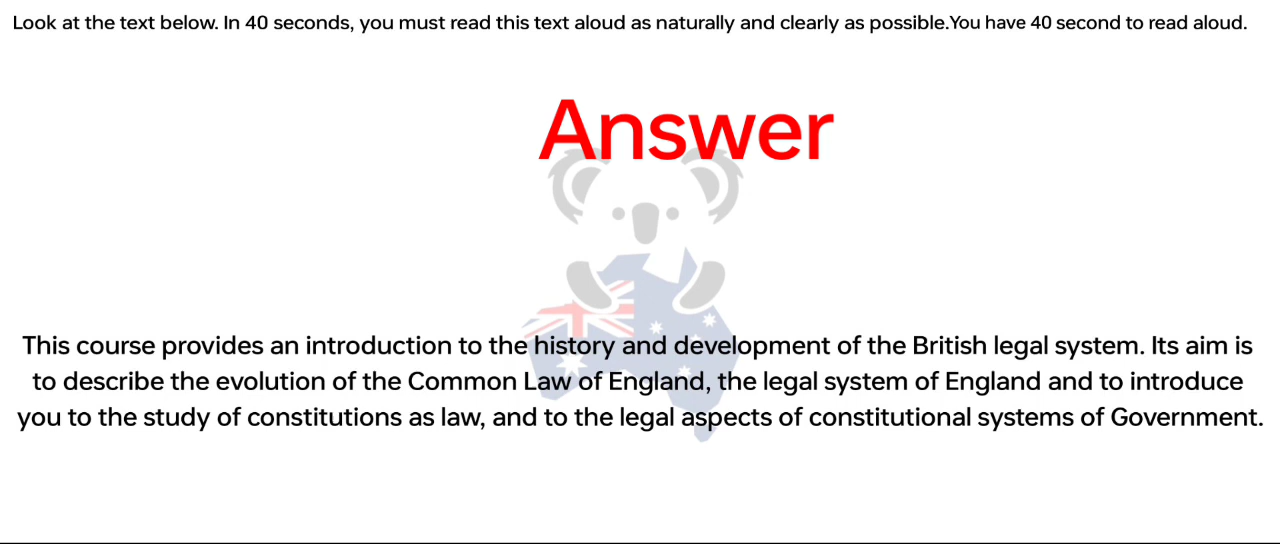 Look at the text below. In 40 seconds, you must read this text aloud as naturally and clearly as possible.You have 40 second to read aloud.
Answer
This course provides an introduction to the history and development of the British legal system. Its aim is
to describe the evolution of the Common Law of England, the legal system of England and to introduce
you to the study of constitutions as law, and to the legal aspects of constitutional systems of Government.